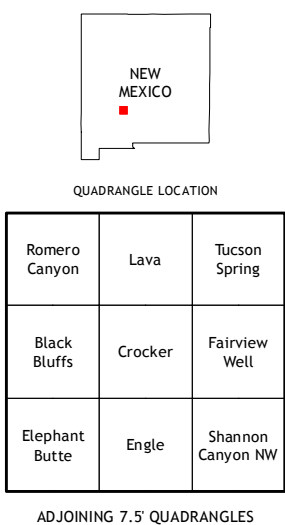 NEW
MEXICO
QUADRANGLE LOCATION
Romero
Canyon
Lava
Tucson
Spring
Black
Bluffs
Crocker
Fairview
Well
Elephant
Butte
Engle
Shannon
Canyon NW
ADJOINING 7.5' QUADRANGLES